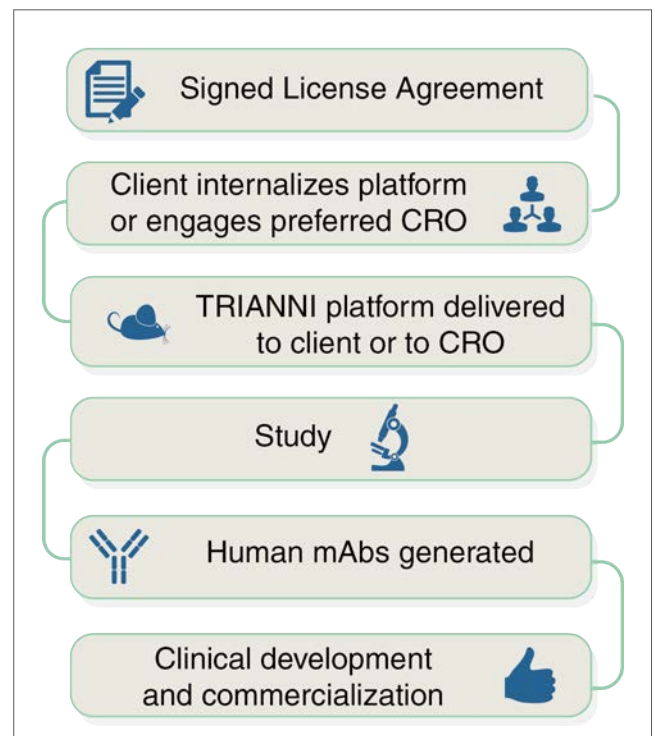 Signed License Agreement
Client internalizes platform
or engages preferred CRO
TRIANNI platform delivered
to client or to CRO
Study
Human mAbs generated
Clinical development
and commercialization